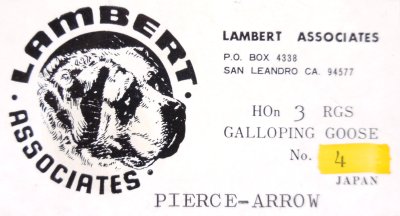 LAMBERT
ASSOCIATES
LAMBERT ASSOCIATES
P.O. BOX 4338
SAN LEANDRO CA. 94577
HOn 3 RGS
GALLOPING GOOSE
No. 4
JAPAN
PIERCE-ARROW